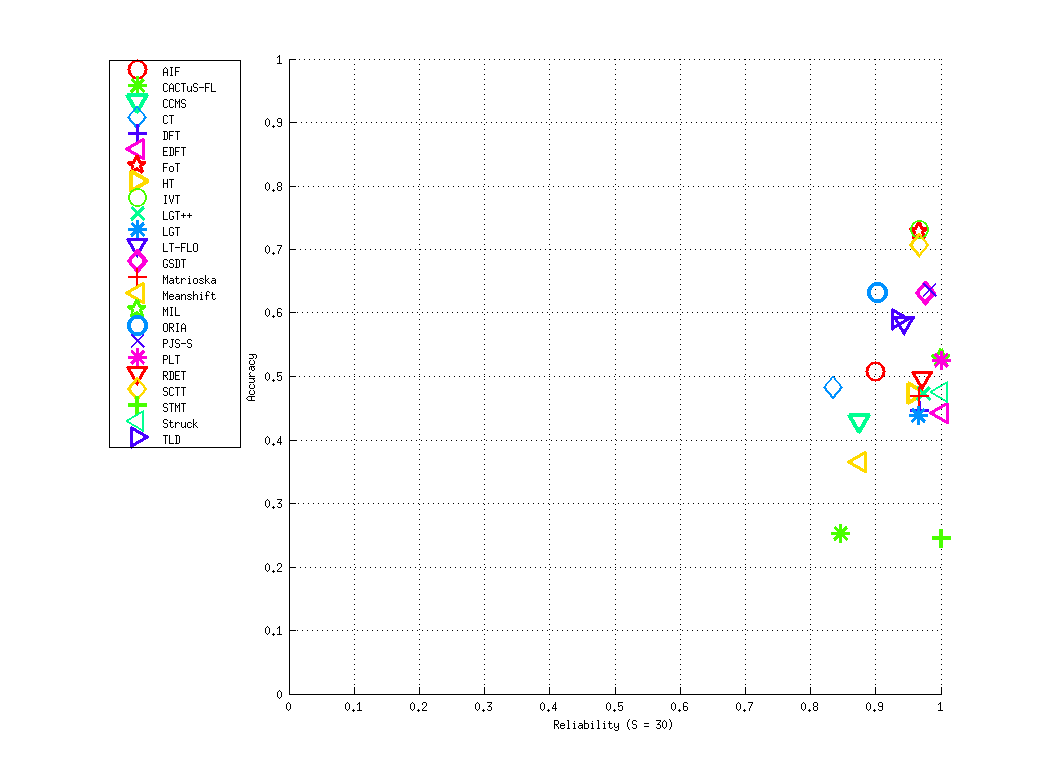 AIF
CACTuS-FL
CCMS
CT
DFT
EDFT
FoT
HT
IVT
LGT++
LGT
LT-FLO
GSDT
Matrioska
Meanshift
MIL
ORIA
PJS-S
PLT
RDET
SCTT
STMT
Struck
TLD
Accuracy
1
0.9
0.8
0.7
0.6
0.5
0.4
0.3
0.2
0.1
0
0 0.1 0.2 0.3 0.4 0.5 0.6 0.7 0.8 0.9 1
Reliability (S = 30)